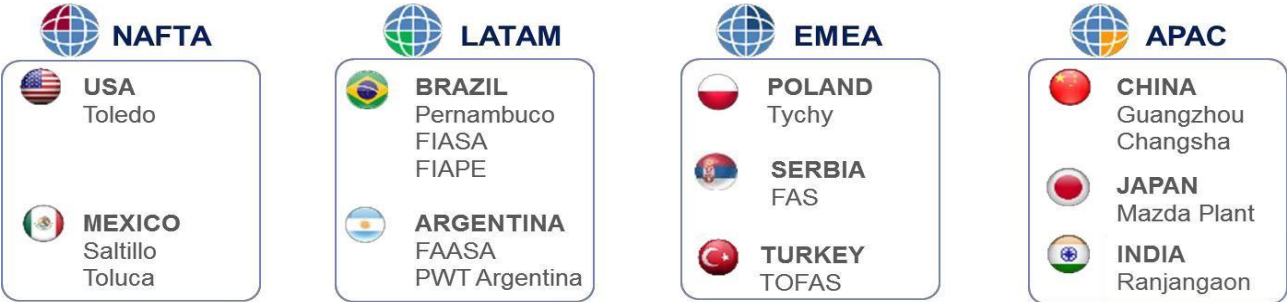 NAFTA
USA
Toledo
MEXICO
Saltillo
Toluca
LATAM
BRAZIL
Pernambuco
FIASA
FIAPE
ARGENTINA
FAASA
PWT Argentina
EMEA
POLAND
Tychy
SERBIA
FAS
TURKEY
TOFAS
APAC
CHINA
Guangzhou
Changsha
JAPAN
Mazda Plant
INDIA
Ranjangaon